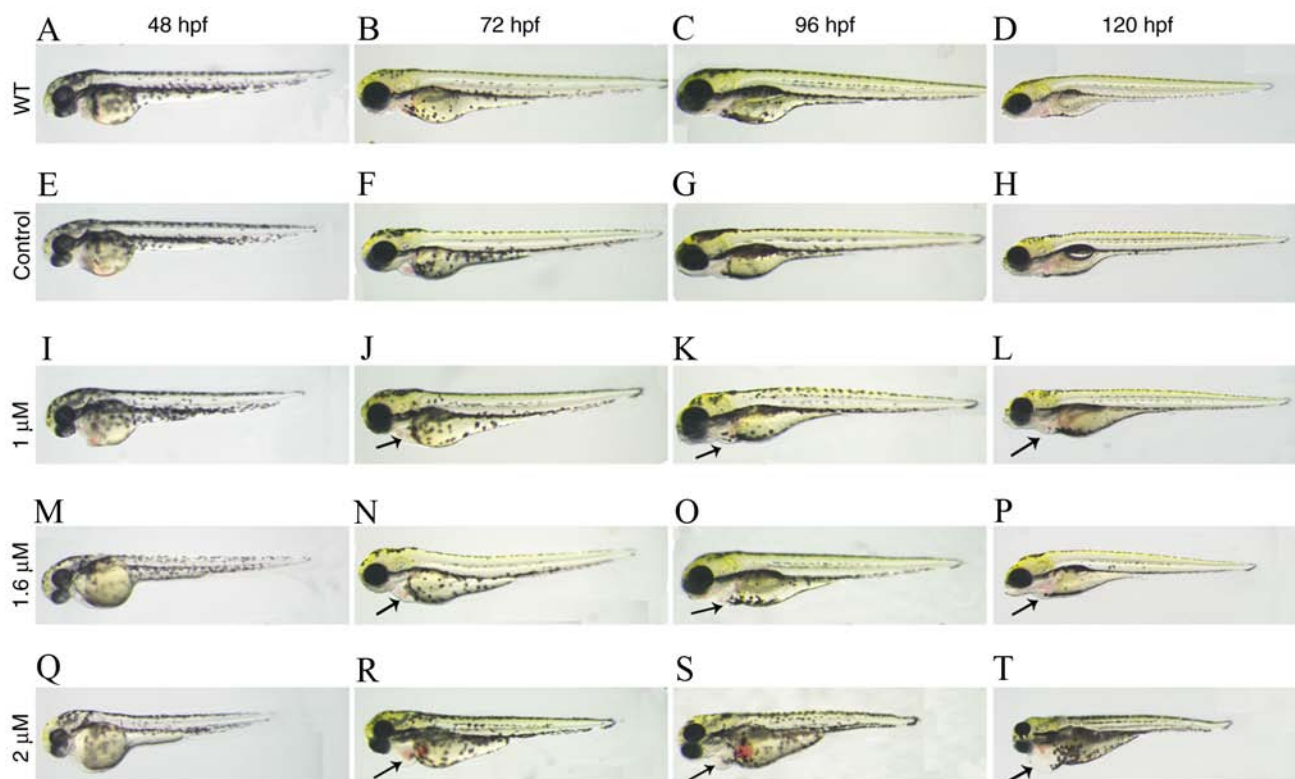 A 48 hpf B 72 hpf C 96 hpf D 120 hpf
WT
E F G H
Control
I J K L
1 μM
M N O P
1.6 μM
Q R S T
2 μM